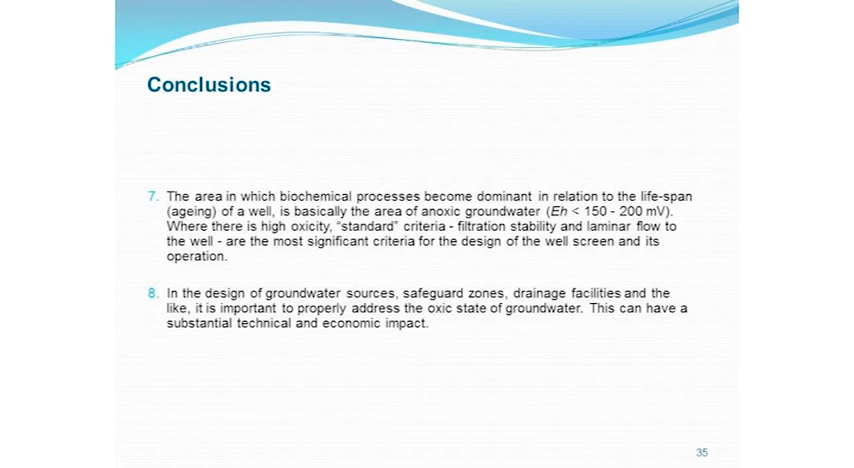 Conclusions
7. The area in which biochemical processes become dominant in relation to the life-span
(ageing) of a well, is basically the area of anoxic groundwater (Eh < 150 - 200 mV).
Where there is high oxicity, “standard” criteria - filtration stability and laminar flow to
the well - are the most significant criteria for the design of the well screen and its
operation.
8. In the design of groundwater sources, safeguard zones, drainage facilities and the
like, it is important to properly address the oxic state of groundwater. This can have a
substantial technical and economic impact.
35